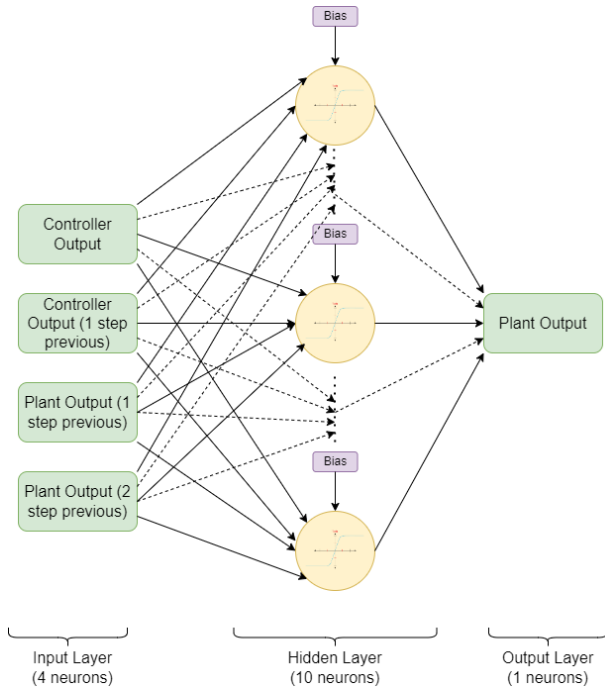 Bias
Controller
Output
Bias
Controller
Output (1 step
previous)
Plant Output
Plant Output (1
step previous)
Bias
Plant Output (2
step previous)
Input Layer
(4 neurons)
Hidden Layer
(10 neurons)
Output Layer
(1 neurons)